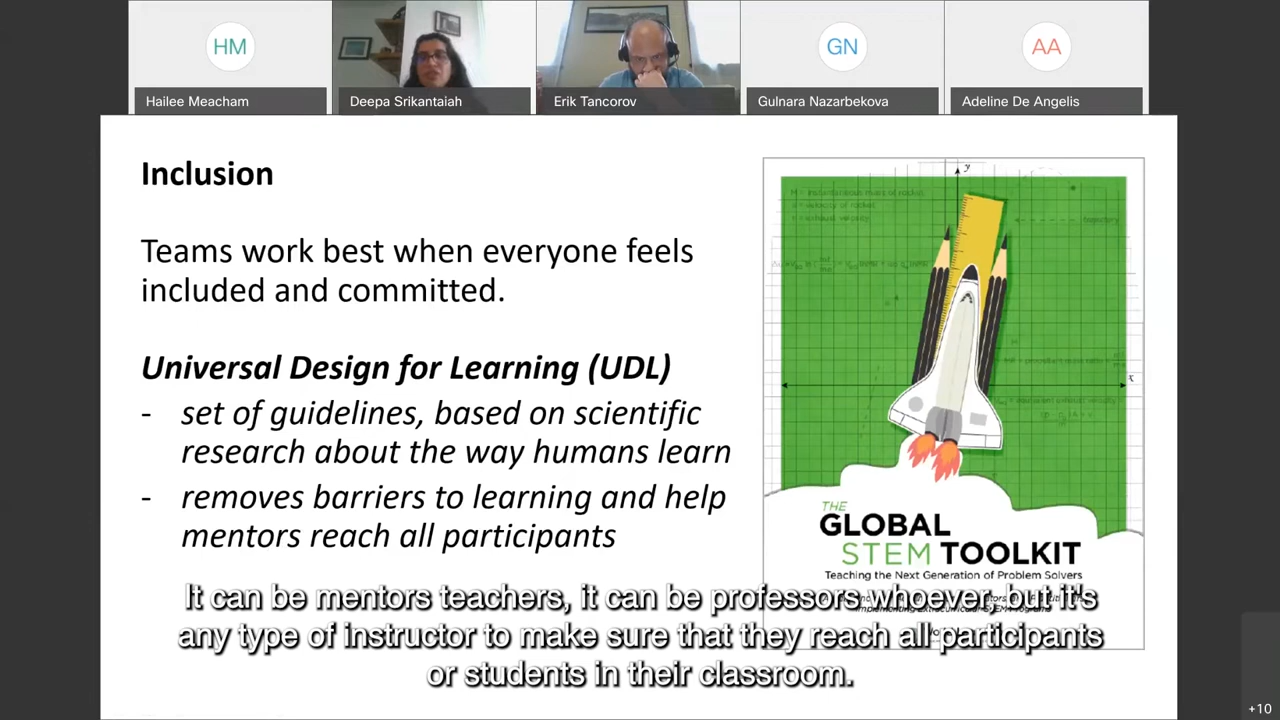 HM
GN
AA
Hailee Meacham
Deepa Srikantaiah
Erik Tancorov
Gulnara Nazarbekova
Adeline De Angelis
Inclusion
Teams work best when everyone feels
included and committed.
Universal Design for Learning (UDL)
- set of guidelines, based on scientific
research about the way humans learn
- removes barriers to learning and help
mentors reach all participants
y
x
THE
GLOBAL
STEM TOOLKIT
Teaching the Next Generation of Problem Solvers
It can be mentors teachers, it can be professors whoever, but it's
any type of instructor to make sure that they reach all participants
or students in their classroom.
+10